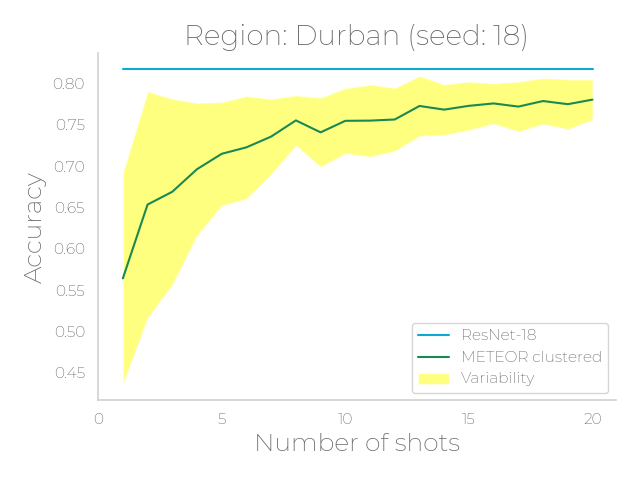 Region: Durban (seed: 18)
Accuracy
0.80
0.75
0.70
0.65
0.60
0.55
0.50
0.45
ResNet-18
METEOR clustered
Variability
0 5 10 15 20
Number of shots